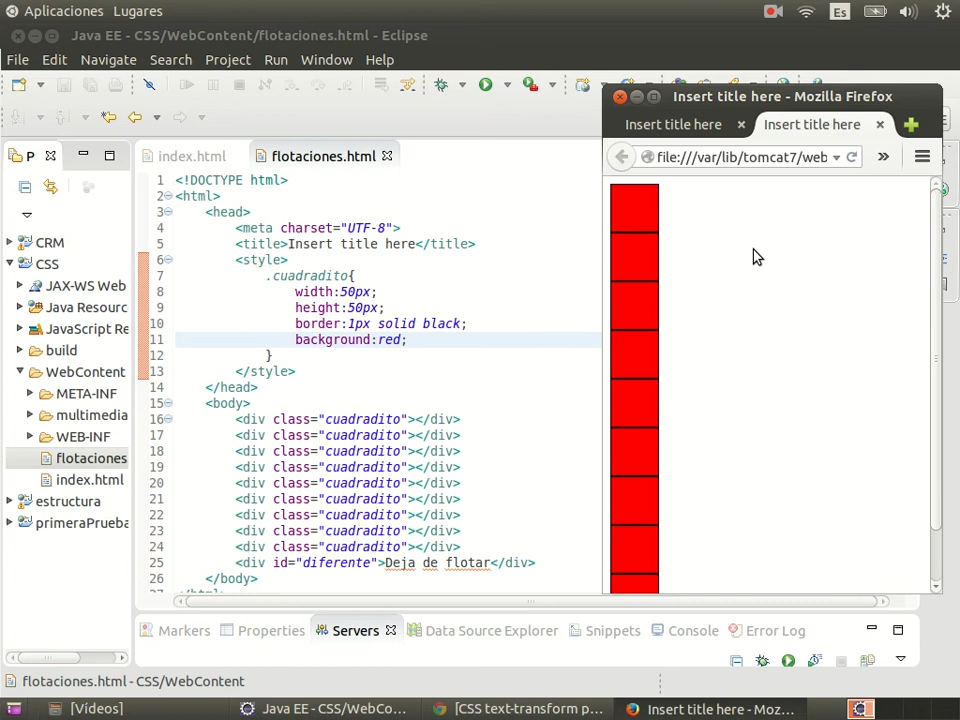 Aplicaciones Lugares
Es
Java EE - CSS/WebContent/flotaciones.html - Eclipse
File Edit Navigate Search Project Run Window Help
Insert title here - Mozilla Firefox
Insert title here Insert title here
file:///var/lib/tomcat7/web
P
index.html flotaciones.html
CRM
CSS
JAX-WS Web
Java Resourc
JavaScript Re
build
WebContent
META-INF
multimedia
WEB-INF
flotaciones
index.html
estructura
primeraPrueba
1 <!DOCTYPE html>
2 <html>
3 <head>
4 <meta charset="UTF-8">
5 <title>Insert title here</title>
6 <style>
7 .cuadradito{
8 width:50px;
9 height:50px;
10 border:1px solid black;
11 background:red;
12 }
13 </style>
14 </head>
15 <body>
16 <div class="cuadradito"></div>
17 <div class="cuadradito"></div>
18 <div class="cuadradito"></div>
19 <div class="cuadradito"></div>
20 <div class="cuadradito"></div>
21 <div class="cuadradito"></div>
22 <div class="cuadradito"></div>
23 <div class="cuadradito"></div>
24 <div class="cuadradito"></div>
25 <div id="diferente">Deja de flotar</div>
26 </body>
Markers Properties Servers Data Source Explorer Snippets Console Error Log
flotaciones.html - CSS/WebContent
[Vídeos] Java EE - CSS/WebCo... [CSS text-transform p... Insert title here - Moz...